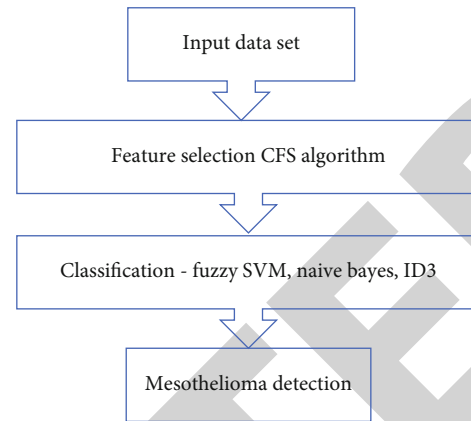 Input data set
Feature selection CFS algorithm
Classification - fuzzy SVM, naive bayes, ID3
Mesothelioma detection